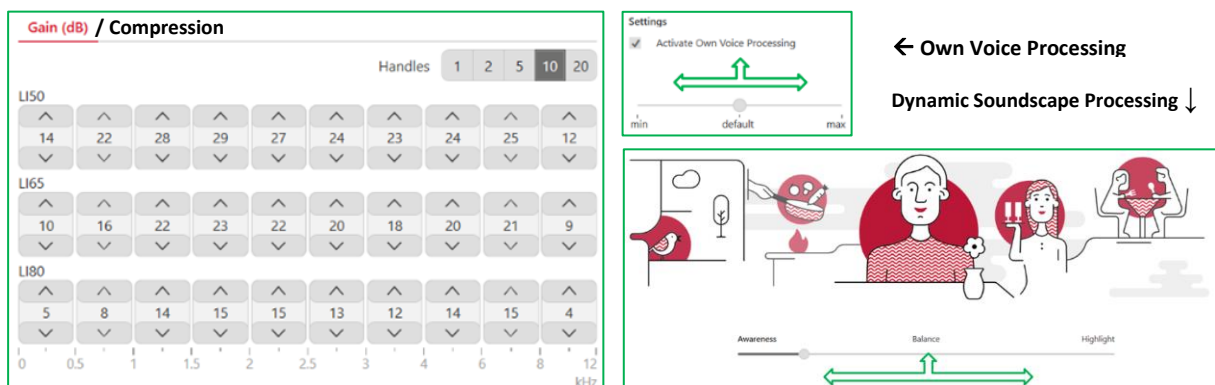 Gain (dB) / Compression
Handles 1 2 5 10 20
LI50
14 22 28 29 27 24 23 24 25 12
LI65
10 16 22 23 22 20 18 20 21 9
LI80
5 8 14 15 15 13 12 14 15 4
0 0.5 1 1.5 2 2.5 3 4 6 8 12
kHz
Settings
Activate Own Voice Processing
min default max
← Own Voice Processing
Dynamic Soundscape Processing ↓
Awareness Balance Highlight